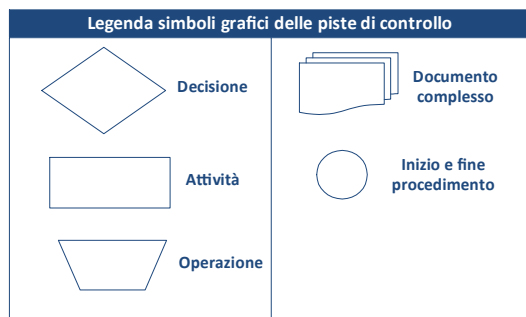 Legenda simboli grafici delle piste di controllo
Decisione
Attività
Operazione
Documento
complesso
Inizio e fine
procedimento